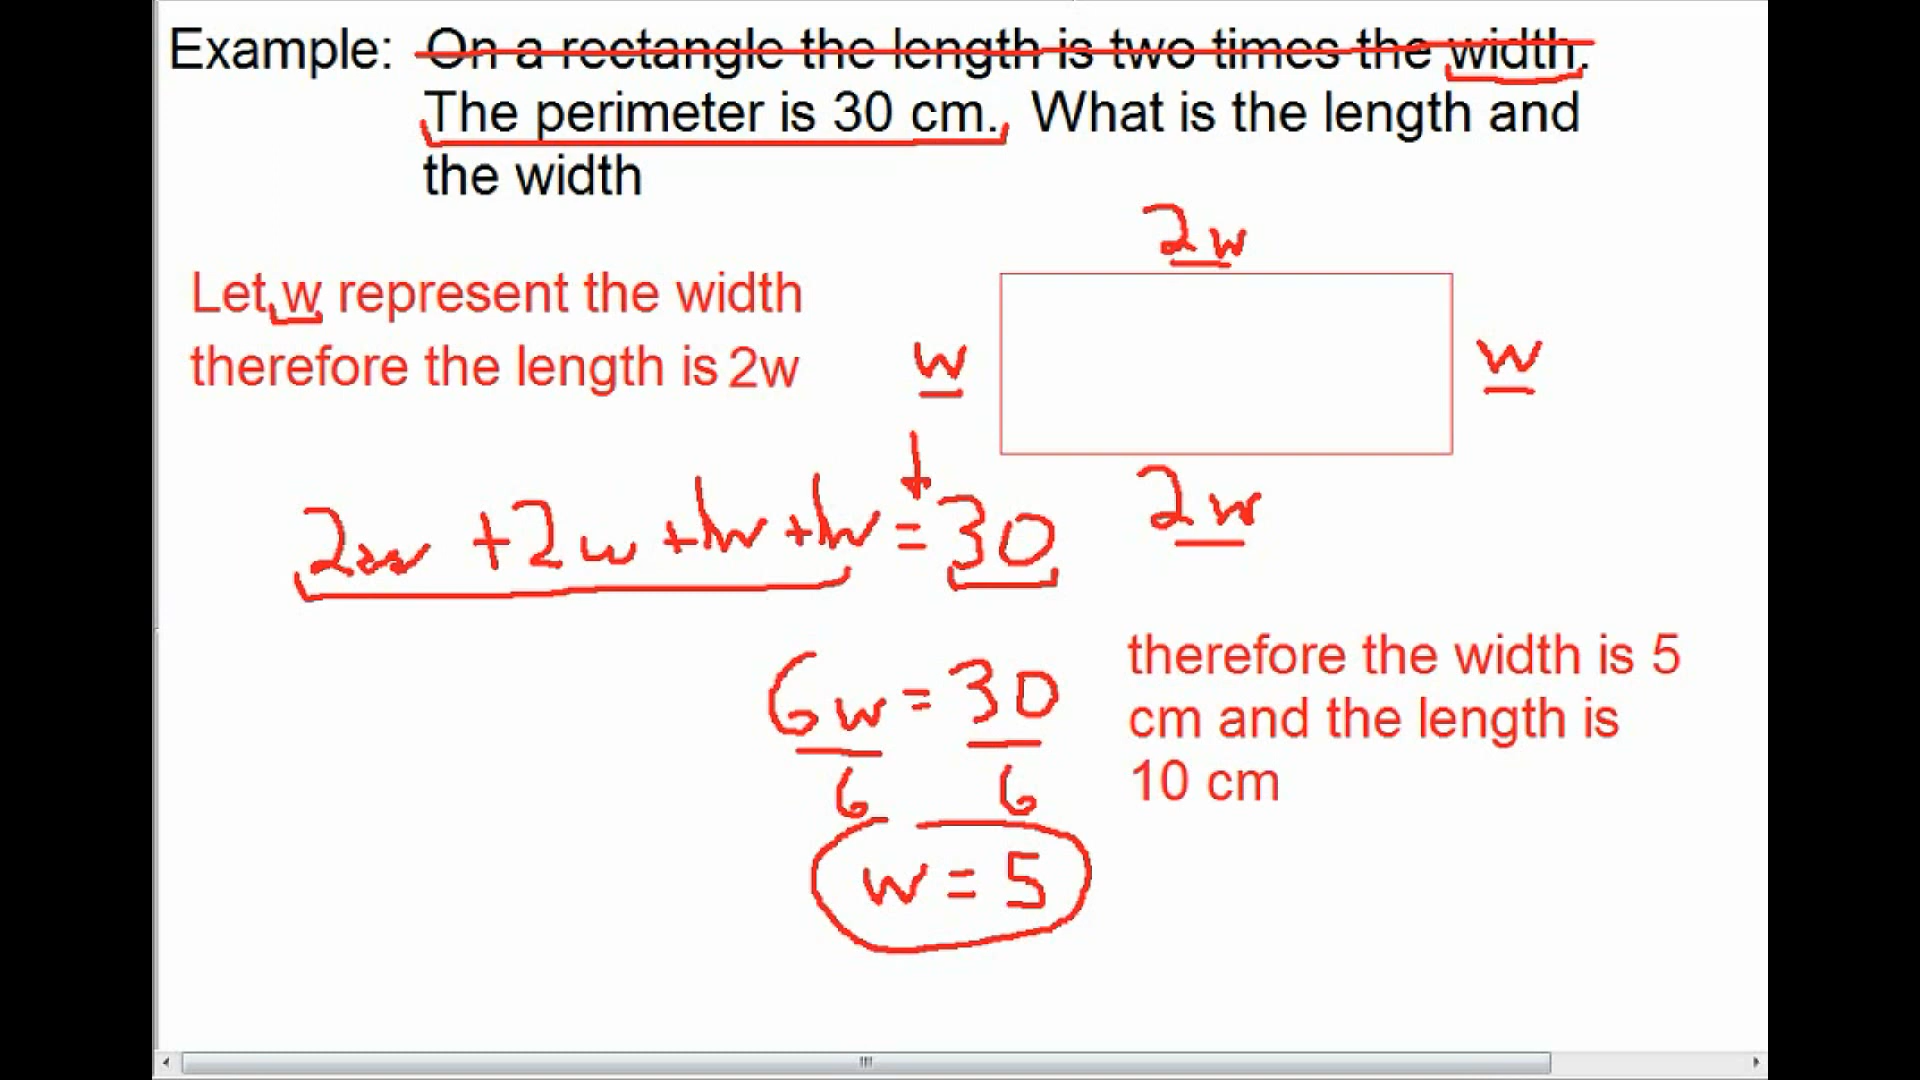 Example: On a rectangle the length is two times the width.
The perimeter is 30 cm. What is the length and
the width
2w
Let w represent the width
therefore the length is 2w
w
w
2w
2w + 2w + 1w + 1w = 30
6w = 30
6 6
w = 5
therefore the width is 5
cm and the length is
10 cm